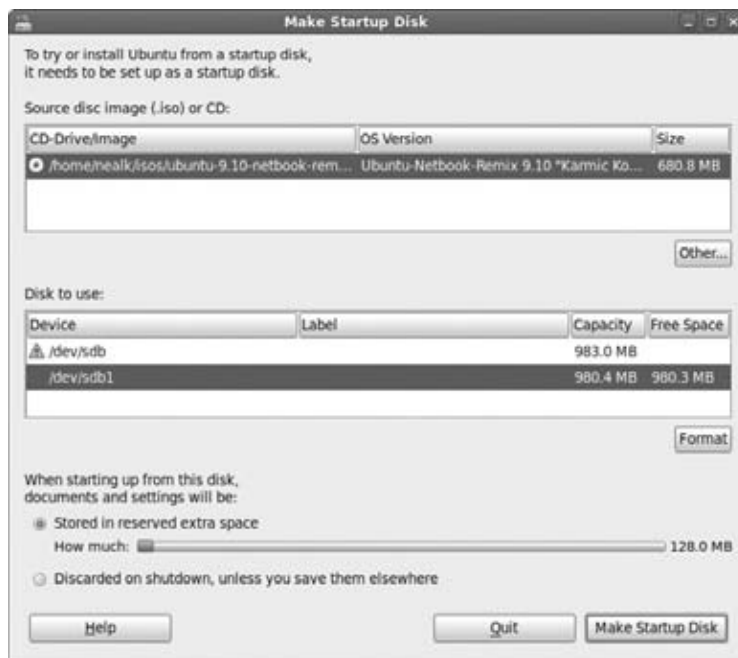 Make Startup Disk
To try or install Ubuntu from a startup disk,
it needs to be set up as a startup disk.
Source disc image (.iso) or CD:
CD-Drive/Image OS Version Size
/home/nealk/isos/ubuntu-9.10-netbook-rem... Ubuntu-Netbook-Remix 9.10 "Karmic Ko... 680.8 MB
Other...
Disk to use:
Device Label Capacity Free Space
/dev/sdb 983.0 MB
/dev/sdb1 980.4 MB 980.3 MB
Format
When starting up from this disk,
documents and settings will be:
Stored in reserved extra space
How much: 128.0 MB
Discarded on shutdown, unless you save them elsewhere
Help Quit Make Startup Disk